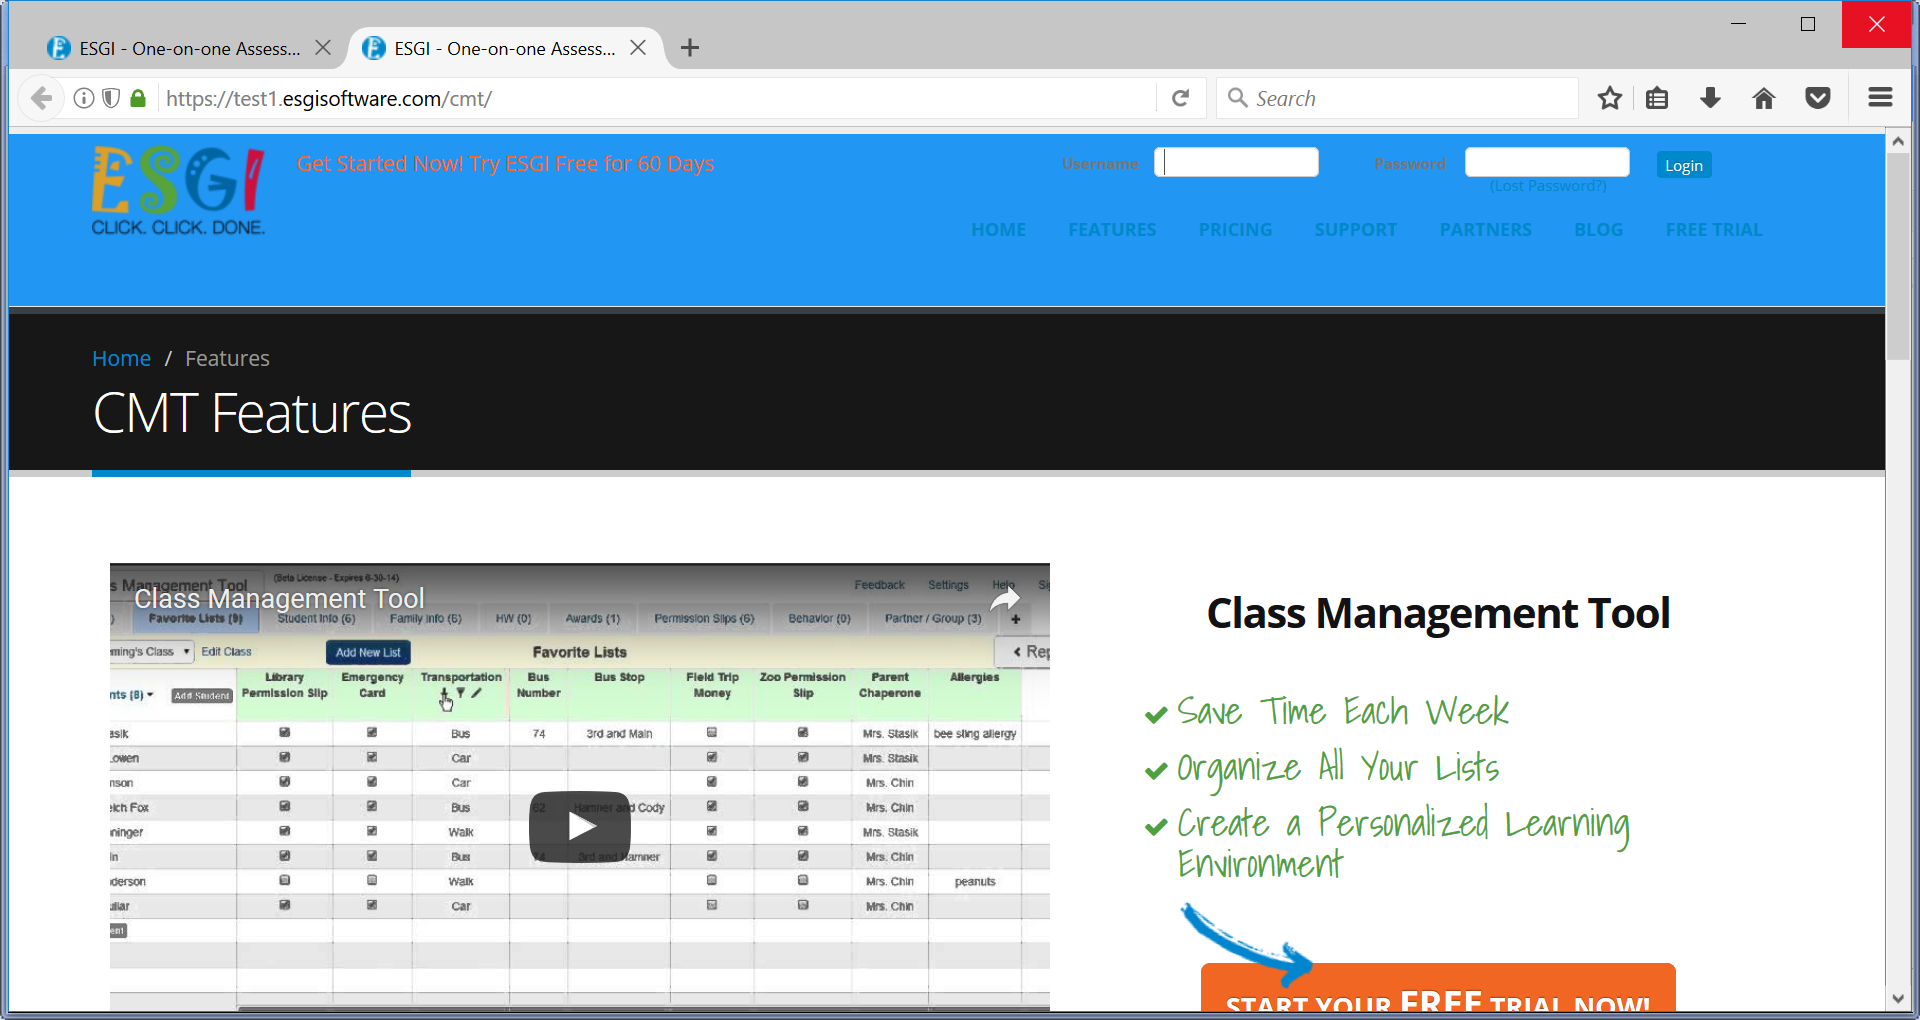 ESGI - One-on-one Assess...
ESGI - One-on-one Assess...
https://test1.esgisoftware.com/cmt/
Search
ESGI
CLICK. CLICK. DONE.
Get Started Now! Try ESGI Free for 60 Days
Username
Password
Login
(Lost Password?)
HOME FEATURES PRICING SUPPORT PARTNERS BLOG FREE TRIAL
Home / Features
CMT Features
s Management Tool (Beta License - Expires 6-30-14) Feedback Settings Help
Class Management Tool
Favorite Lists (9) Student Info (6) Family Info (6) HW (0) Awards (1) Permission Slips (6) Behavior (0) Partner / Group (3) +
ming's Class Edit Class Add New List Favorite Lists
nts (8) Add Student Library Permission Slip Emergency Card Transportation Bus Number Bus Stop Field Trip Money Zoo Permission Slip Parent Chaperone Allergies
asik Bus 74 3rd and Main Mrs. Stasik bee sting allergy
owen Car Mrs. Stasik
nson Car Mrs. Chin
lch Fox Bus 62 Hamner and Cody Mrs. Chin
ninger Walk Mrs. Stasik
in Bus 74 3rd and Hamner Mrs. Chin
derson Walk Mrs. Chin peanuts
Car Mrs. Chin
Class Management Tool
Save Time Each Week
Organize All Your Lists
Create a Personalized Learning
Environment
START YOUR FREE TRIAL NOW!